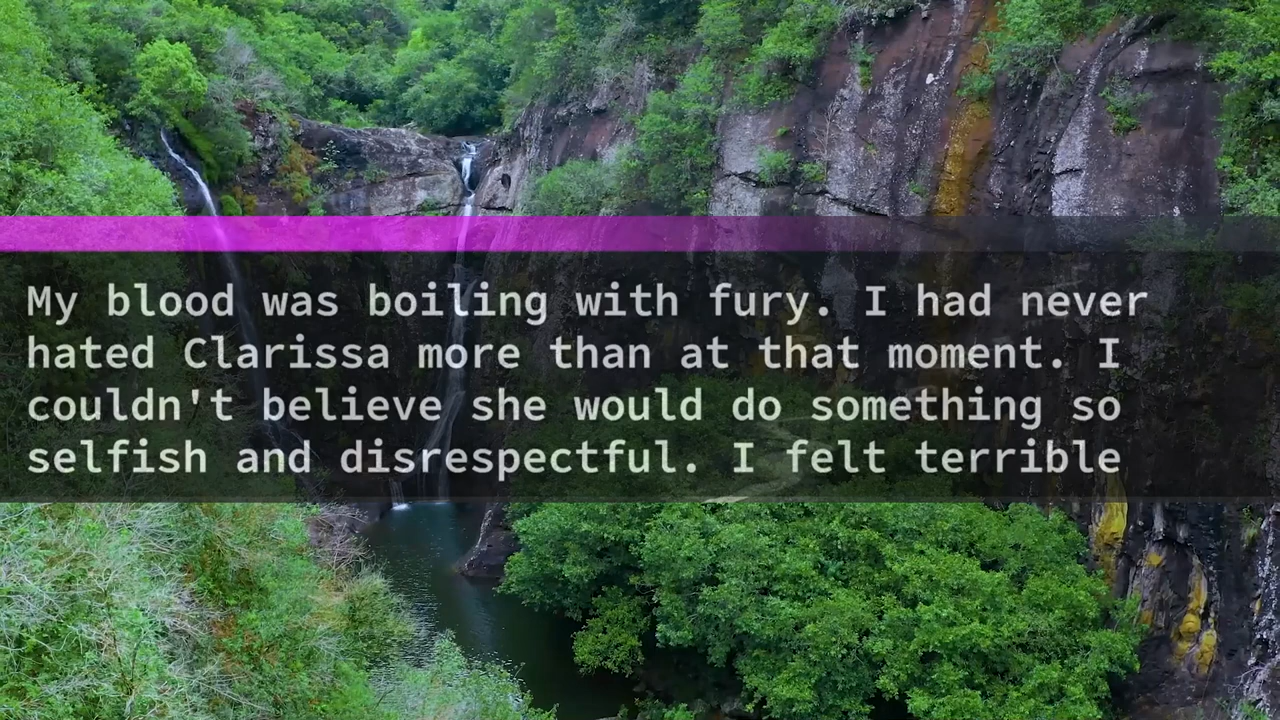 My blood was boiling with fury. I had never
hated Clarissa more than at that moment. I
couldn't believe she would do something so
selfish and disrespectful. I felt terrible